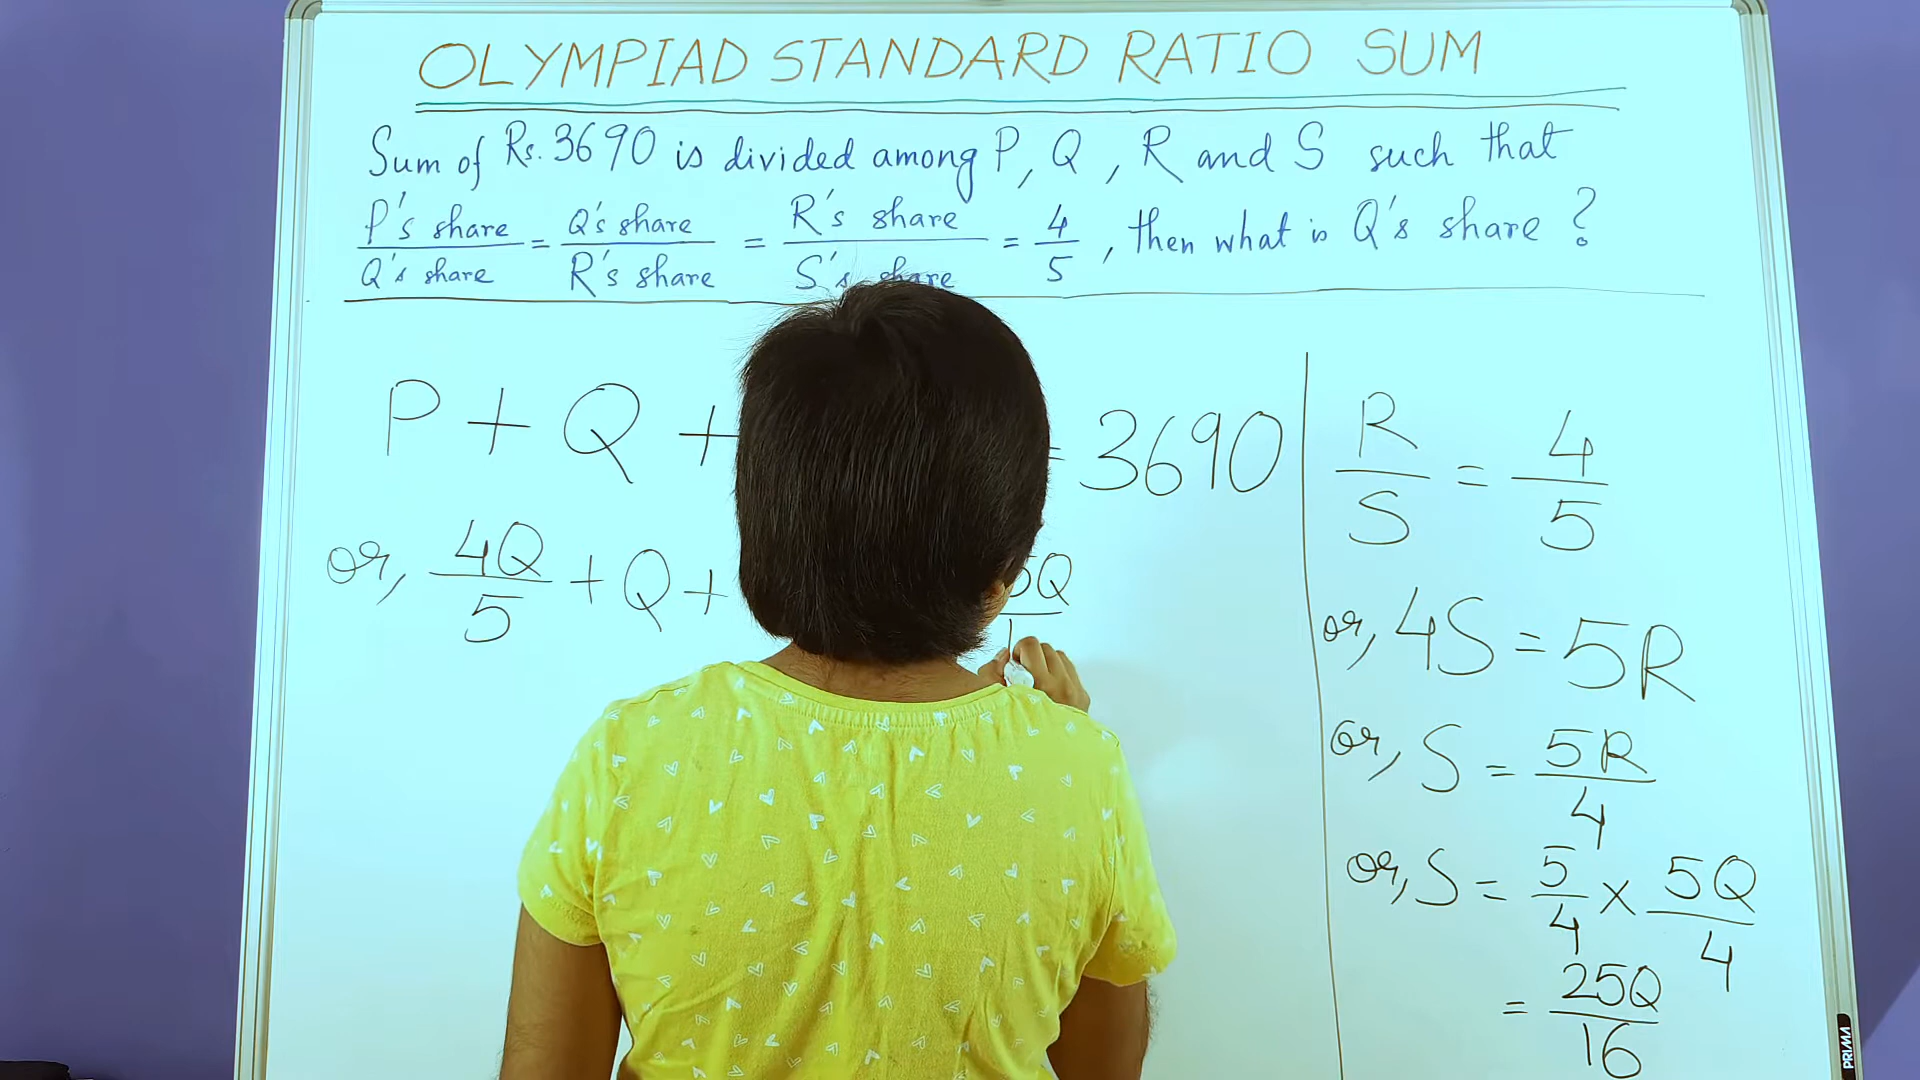 OLYMPIAD STANDARD RATIO SUM
Sum of Rs. 3690 is divided among P, Q, R and S such that
P's share / Q's share = Q's share / R's share = R's share / S's share = 4/5, then what is Q's share?
P + Q + = 3690
or, 4Q/5 + Q + 5Q
R/S = 4/5
or, 4S = 5R
or, S = 5R/4
or, S = 5/4 × 5Q/4
= 25Q/16
PRIMA